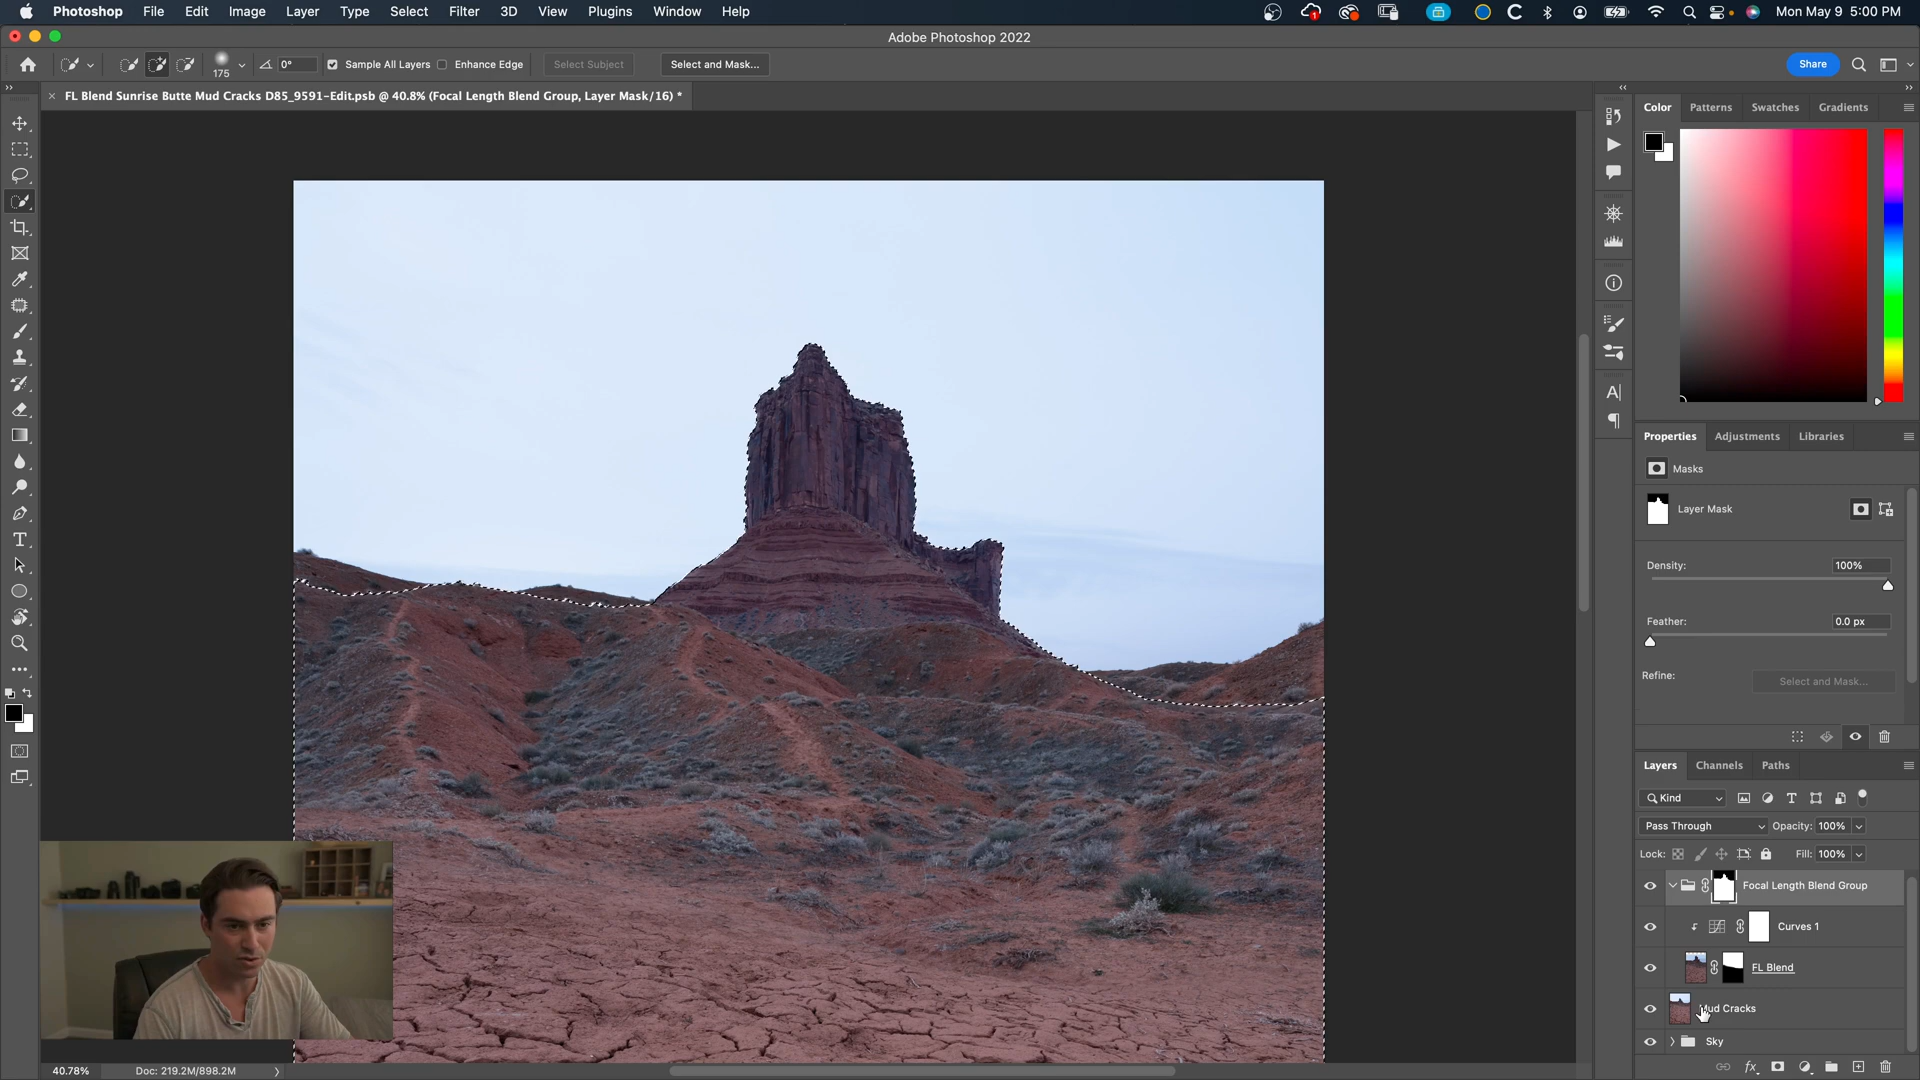 Photoshop File Edit Image Layer Type Select Filter 3D View Plugins Window Help Mon May 9 5:00 PM
Adobe Photoshop 2022
175 0° Sample All Layers Enhance Edge Select Subject Select and Mask... Share
FL Blend Sunrise Butte Mud Cracks D85_9591-Edit.psb @ 40.8% (Focal Length Blend Group, Layer Mask/16) *
Color Patterns Swatches Gradients
Properties Adjustments Libraries
Masks
Layer Mask
Density: 100%
Feather: 0.0 px
Refine: Select and Mask...
Layers Channels Paths
Kind
Pass Through Opacity: 100%
Lock: Fill: 100%
Focal Length Blend Group
Curves 1
FL Blend
Mud Cracks
Sky
40.78% Doc: 219.2M/898.2M